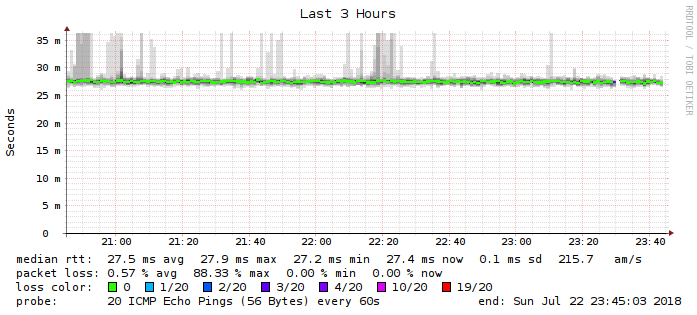 Last 3 Hours
RRDTOOL / TOBI OETIKER
Seconds
35 m
30 m
25 m
20 m
15 m
10 m
5 m
0
21:00 21:20 21:40 22:00 22:20 22:40 23:00 23:20 23:40
median rtt: 27.5 ms avg 27.9 ms max 27.2 ms min 27.4 ms now 0.1 ms sd 215.7 am/s
packet loss: 0.57 % avg 88.33 % max 0.00 % min 0.00 % now
loss color: 0 1/20 2/20 3/20 4/20 10/20 19/20
probe: 20 ICMP Echo Pings (56 Bytes) every 60s end: Sun Jul 22 23:45:03 2018